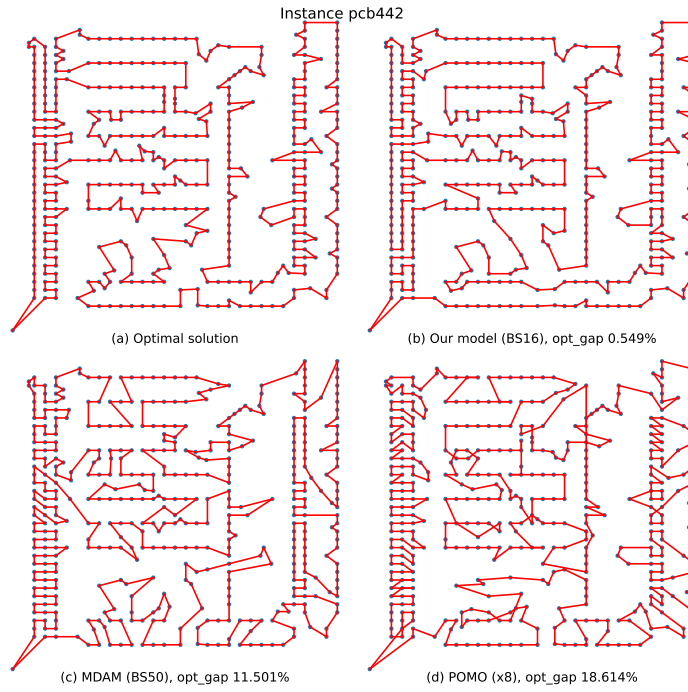 Instance pcb442
(a) Optimal solution
(b) Our model (BS16), opt_gap 0.549%
(c) MDAM (BS50), opt_gap 11.501%
(d) POMO (x8), opt_gap 18.614%